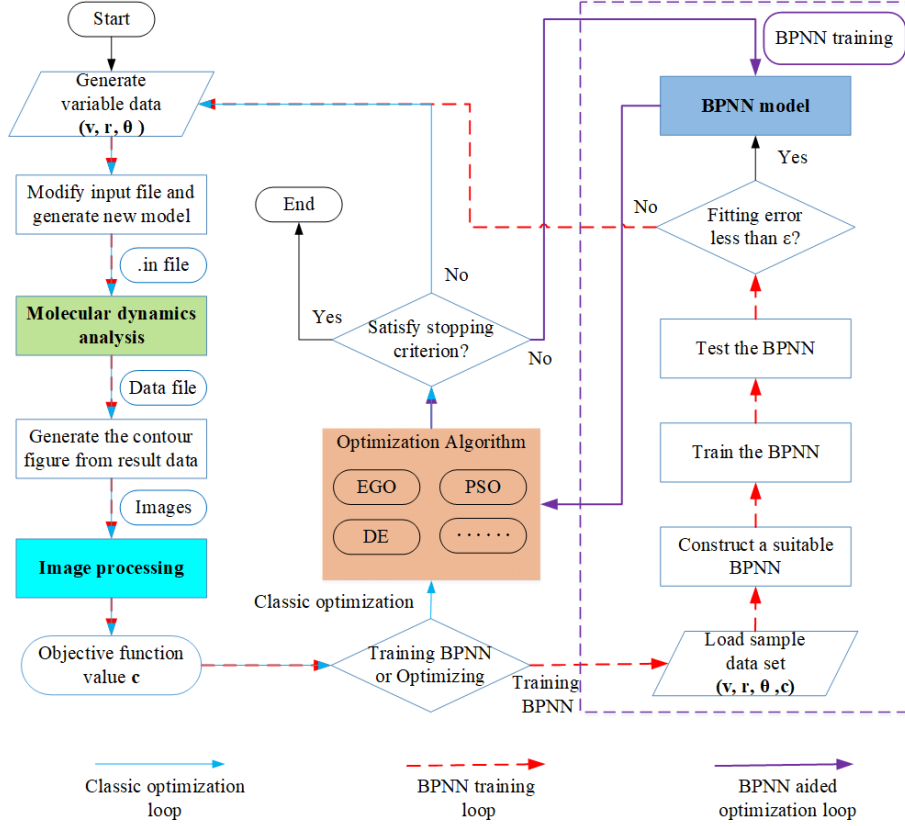 Start
Generate
variable data
(v, r, θ )
Modify input file and
generate new model
.in file
Molecular dynamics
analysis
Data file
Generate the contour
figure from result data
Images
Image processing
Objective function
value c
Training BPNN
or Optimizing
Classic optimization
Training
BPNN
Optimization Algorithm
EGO
PSO
DE
······
Satisfy stopping
criterion?
Yes
No
No
End
Load sample
data set
(v, r, θ ,c)
Construct a suitable
BPNN
Train the BPNN
Test the BPNN
Fitting error
less than ε?
No
Yes
BPNN model
BPNN training
Classic optimization
loop
BPNN training
loop
BPNN aided
optimization loop